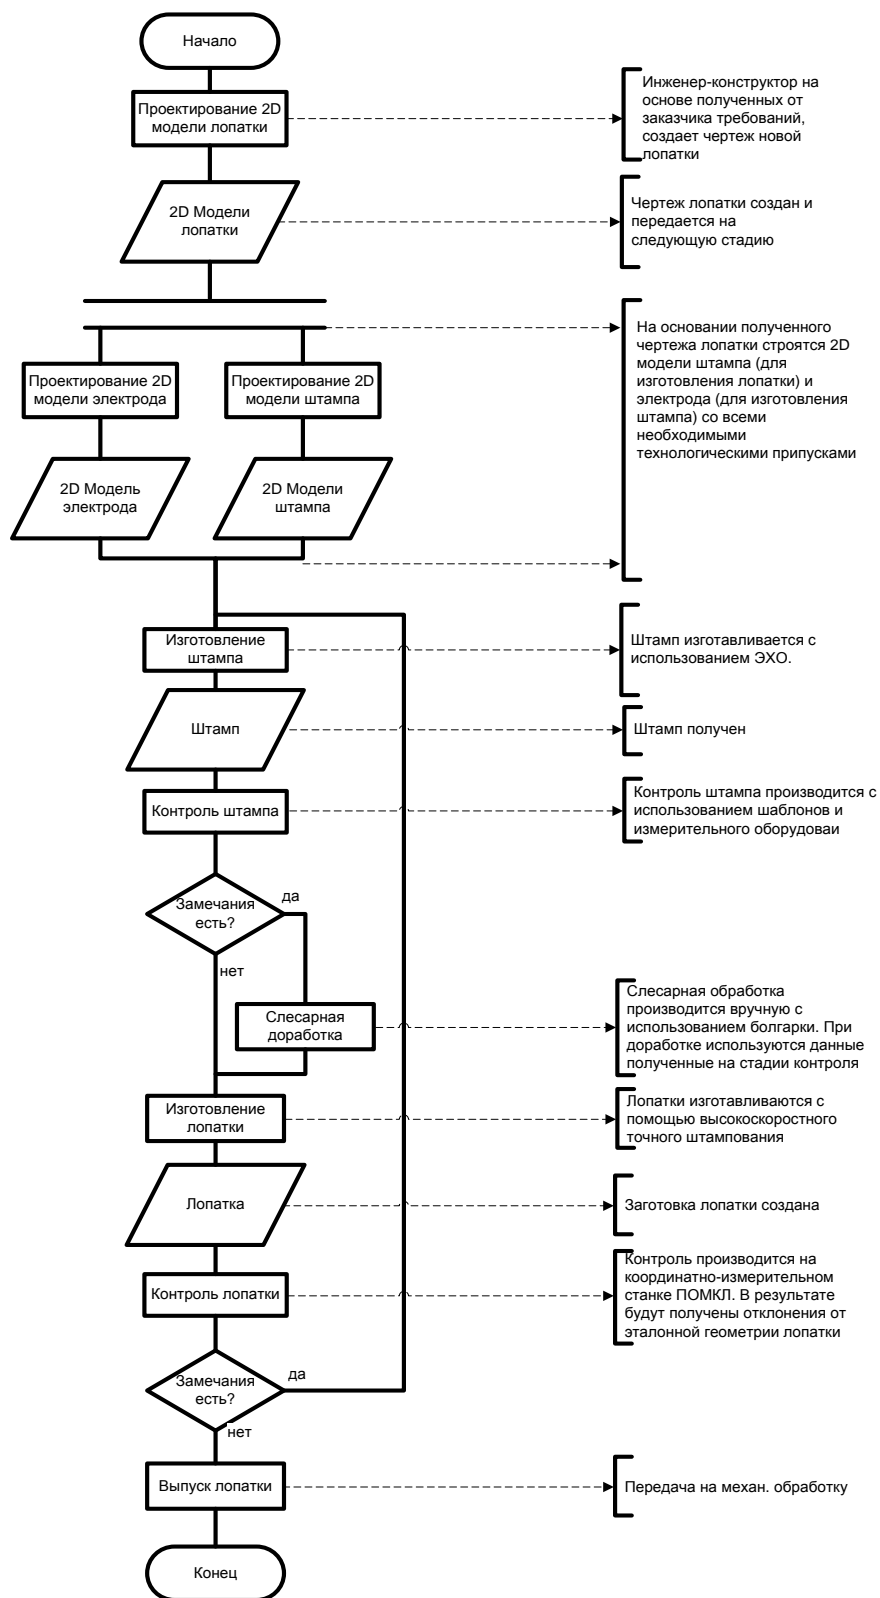 Начало
Проектирование 2D
модели лопатки
Инженер-конструктор на
основе полученных от
заказчика требований,
создает чертеж новой
лопатки
2D Модели
лопатки
Чертеж лопатки создан и
передается на
следующую стадию
Проектирование 2D
модели электрода
Проектирование 2D
модели штампа
На основании полученного
чертежа лопатки строятся 2D
модели штампа (для
изготовления лопатки) и
электрода (для изготовления
штампа) со всеми
необходимыми
технологическими припусками
2D Модель
электрода
2D Модели
штампа
Изготовление
штампа
Штамп изготавливается с
использованием ЭХО.
Штамп
Штамп получен
Контроль штампа
Контроль штампа производится с
использованием шаблонов и
измерительного оборудоваи
Замечания
есть?
да
нет
Слесарная
доработка
Слесарная обработка
производится вручную с
использованием болгарки. При
доработке используются данные
полученные на стадии контроля
Изготовление
лопатки
Лопатки изготавливаются с
помощью высокоскоростного
точного штампования
Лопатка
Заготовка лопатки создана
Контроль лопатки
Контроль производится на
координатно-измерительном
станке ПОМКЛ. В результате
будут получены отклонения от
эталонной геометрии лопатки
Замечания
есть?
да
нет
Выпуск лопатки
Передача на механ. обработку
Конец